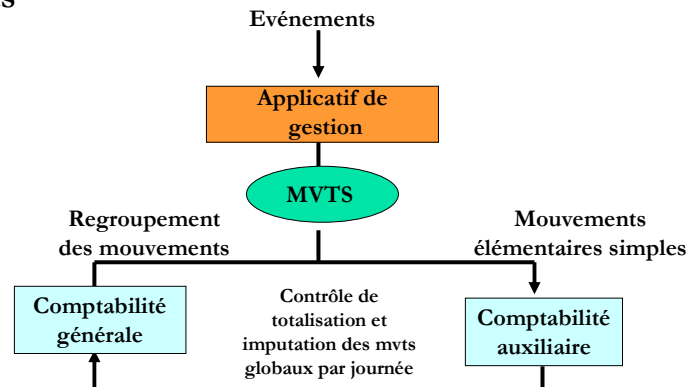 Evénements
Applicatif de
gestion
MVTS
Regroupement
des mouvements
Mouvements
élémentaires simples
Comptabilité
générale
Contrôle de
totalisation et
imputation des mvts
globaux par journée
Comptabilité
auxiliaire